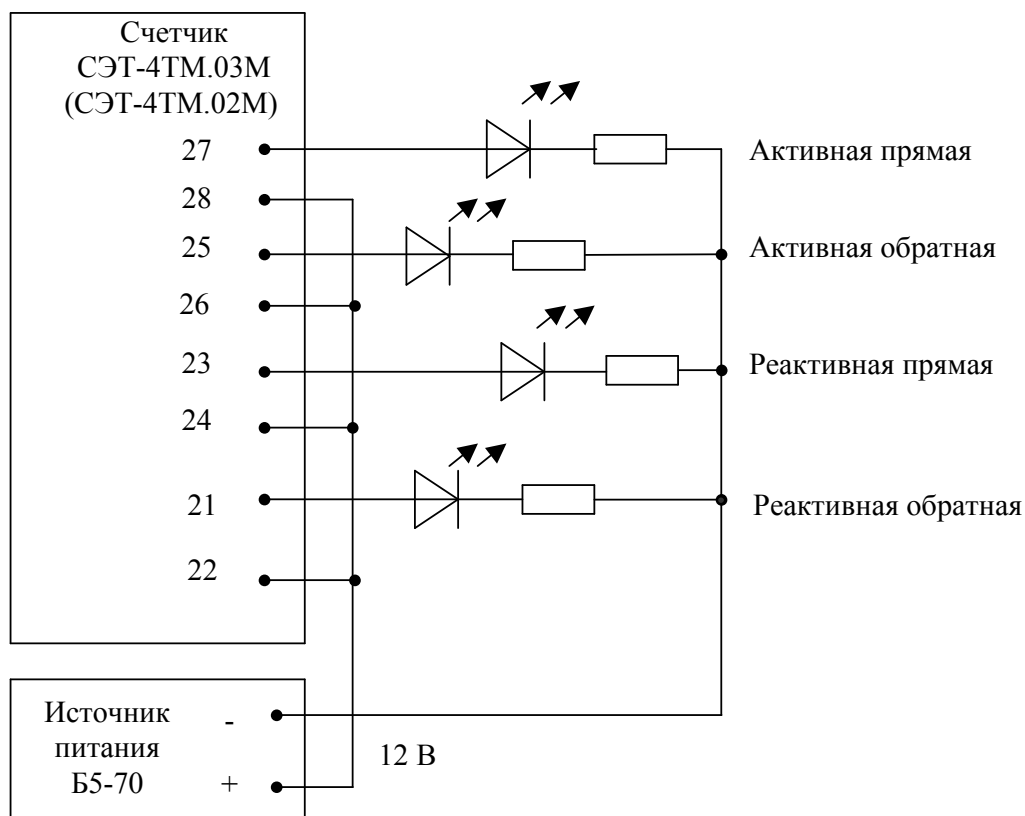 Счетчик
СЭТ-4ТМ.03М
(СЭТ-4ТМ.02М)
27
Активная прямая
28
25
Активная обратная
26
23
Реактивная прямая
24
21
Реактивная обратная
22
Источник -
питания
12 В
Б5-70 +